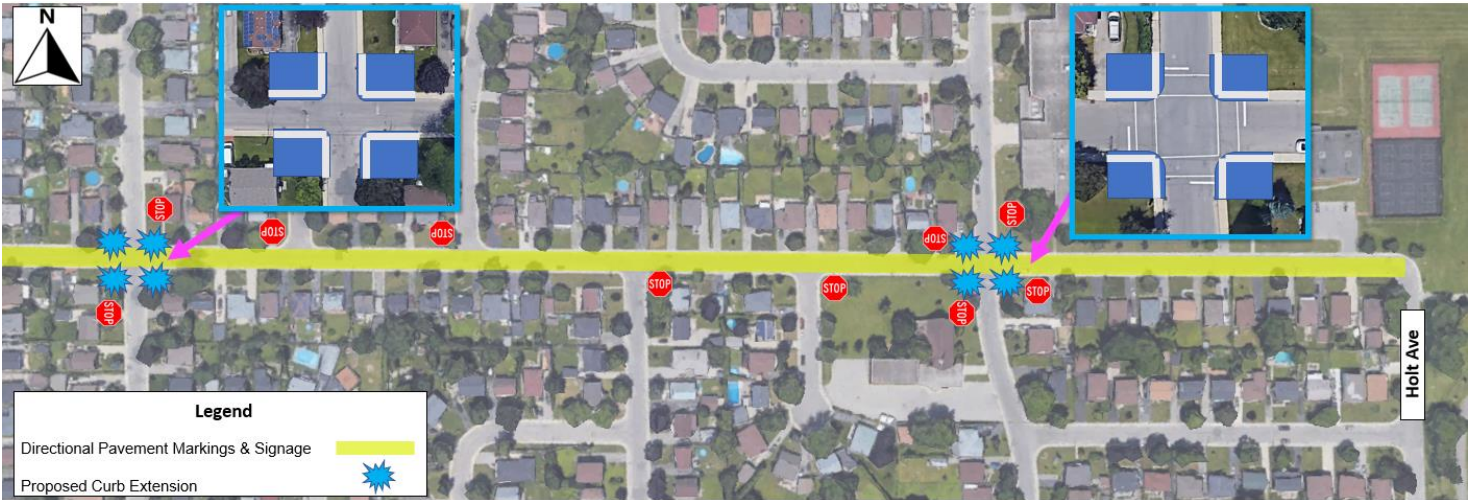 N
STOP
STOP
STOP
STOP
STOP
STOP
STOP
STOP
STOP
STOP
Holt Ave
Legend
Directional Pavement Markings & Signage
Proposed Curb Extension